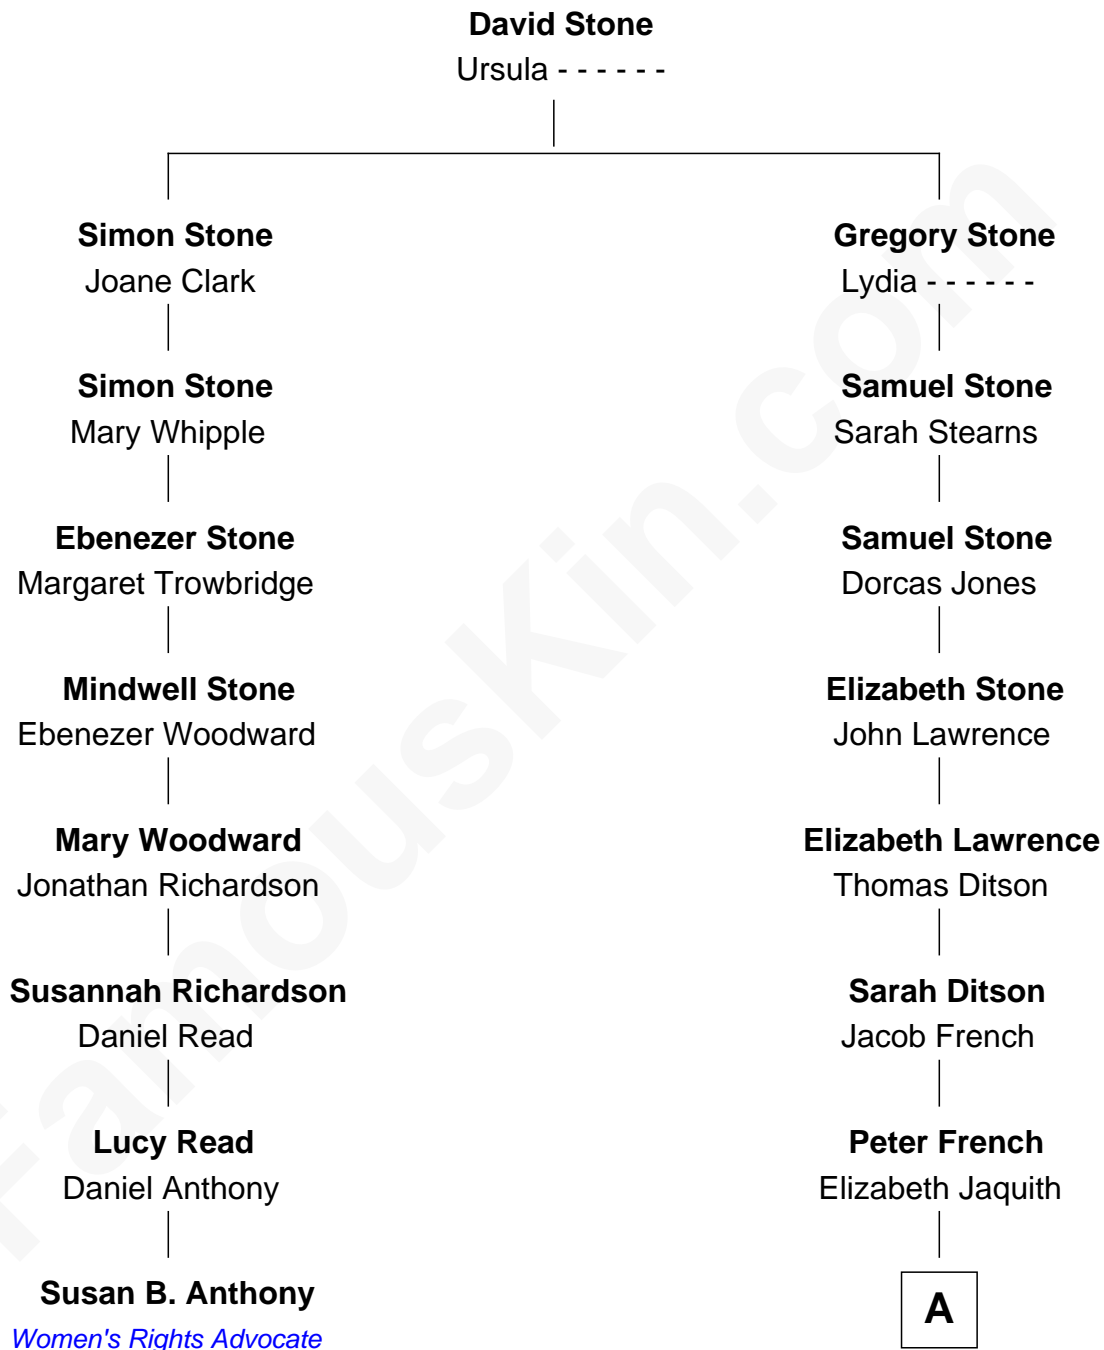 David Stone
Ursula - - - - - -
Simon Stone
Joane Clark
Gregory Stone
Lydia - - - - - -
Simon Stone
Mary Whipple
Samuel Stone
Sarah Stearns
Ebenezer Stone
Margaret Trowbridge
Samuel Stone
Dorcas Jones
Mindwell Stone
Ebenezer Woodward
Elizabeth Stone
John Lawrence
Mary Woodward
Jonathan Richardson
Elizabeth Lawrence
Thomas Ditson
Susannah Richardson
Daniel Read
Sarah Ditson
Jacob French
Lucy Read
Daniel Anthony
Peter French
Elizabeth Jaquith
Susan B. Anthony
Women's Rights Advocate
A
FamousKin.com